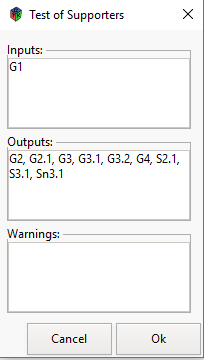 Test of Supporters
Inputs:
G1
Outputs:
G2, G2.1, G3, G3.1, G3.2, G4, S2.1,
S3.1, Sn3.1
Warnings:
Cancel
Ok